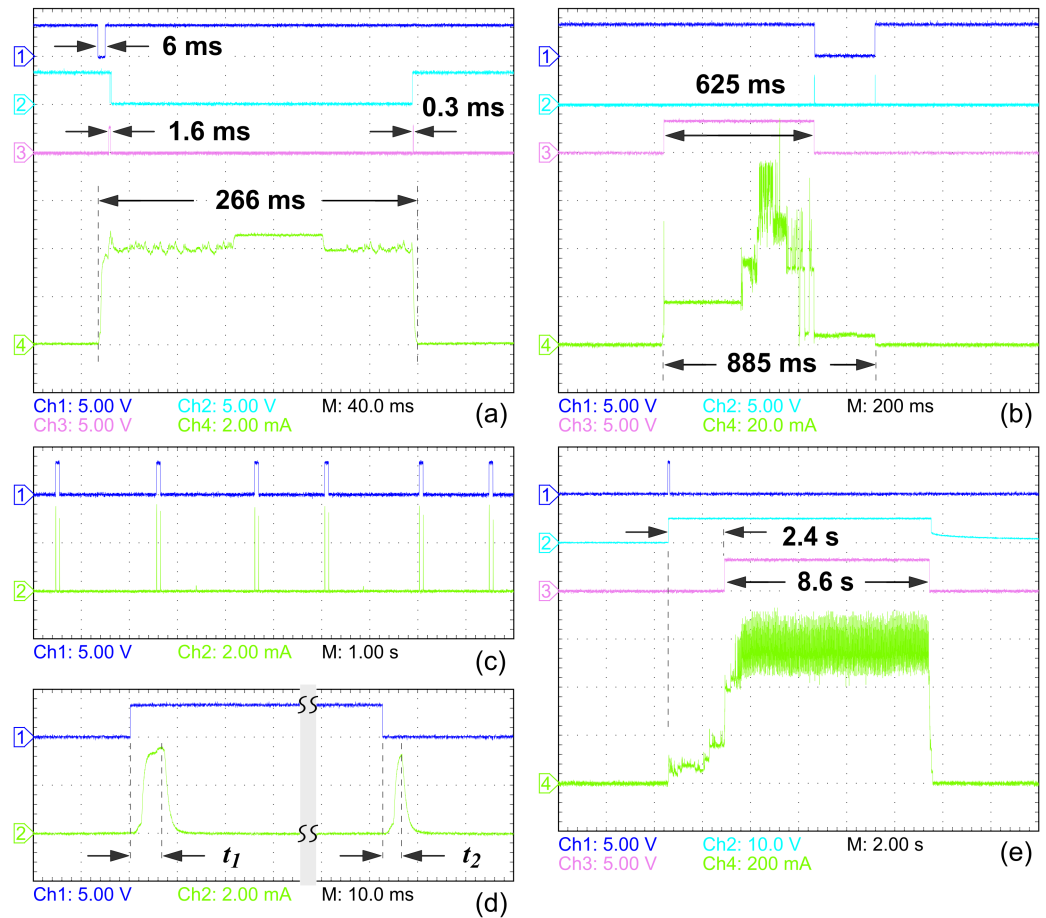 1
6 ms
2
0.3 ms
1.6 ms
3
266 ms
4
Ch1: 5.00 V Ch2: 5.00 V M: 40.0 ms
Ch3: 5.00 V Ch4: 2.00 mA (a)
1
625 ms
2
3
4
885 ms
Ch1: 5.00 V Ch2: 5.00 V M: 200 ms
Ch3: 5.00 V Ch4: 20.0 mA (b)
1
2
Ch1: 5.00 V Ch2: 2.00 mA M: 1.00 s (c)
1
2
t1 t2
Ch1: 5.00 V Ch2: 2.00 mA M: 10.0 ms (d)
1
2
2.4 s
3
8.6 s
4
Ch1: 5.00 V Ch2: 10.0 V M: 2.00 s
Ch3: 5.00 V Ch4: 200 mA (e)